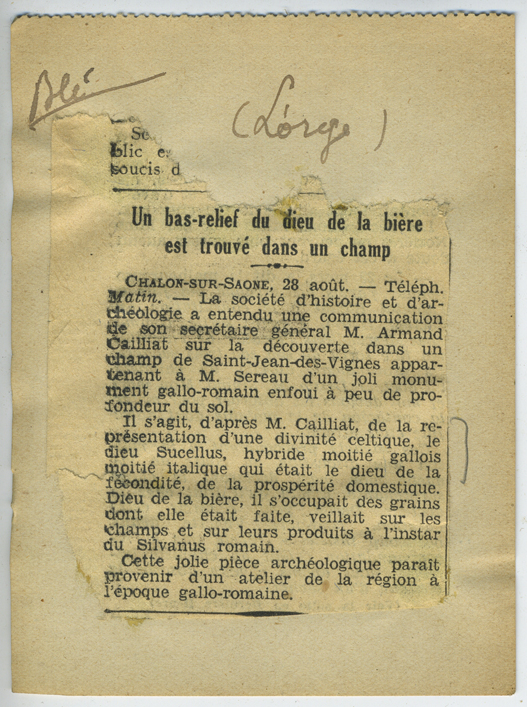 Blé
(L'orge)
blic e
soucis d
Un bas-relief du dieu de la bière
est trouvé dans un champ
CHALON-SUR-SAONE, 28 août. — Téléph.
Matin. — La société d'histoire et d'ar-
chéologie a entendu une communication
de son secrétaire général M. Armand
Cailliat sur la découverte dans un
champ de Saint-Jean-des-Vignes appar-
tenant à M. Sereau d'un joli monu-
ment gallo-romain enfoui à peu de pro-
fondeur du sol.
Il s'agit, d'après M. Cailliat, de la re-
présentation d'une divinité celtique, le
dieu Sucellus, hybride moitié gallois
moitié italique qui était le dieu de la
fécondité, de la prospérité domestique.
Dieu de la bière, il s'occupait des grains
dont elle était faite, veillait sur les
champs et sur leurs produits à l'instar
du Silvanus romain.
Cette jolie pièce archéologique paraît
provenir d'un atelier de la région à
l'époque gallo-romaine.